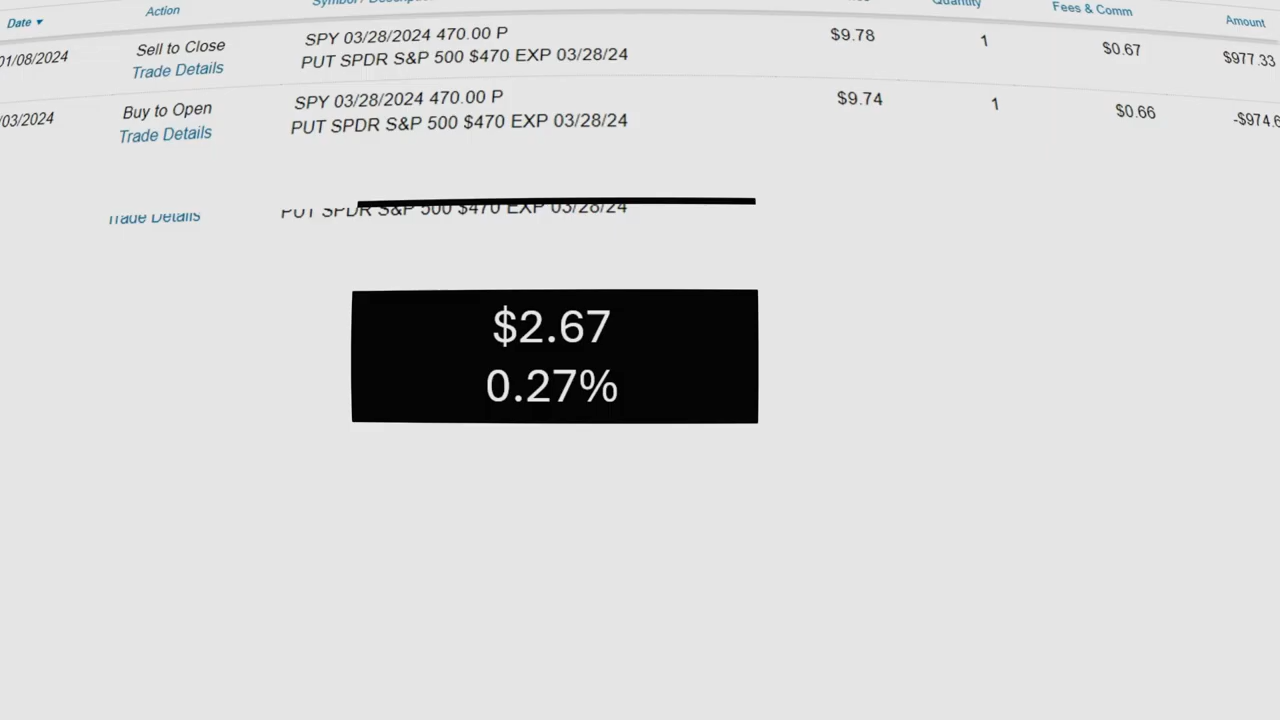 Date ▼ Action Quantity Fees & Comm Amount
01/08/2024 Sell to Close SPY 03/28/2024 470.00 P $9.78 1 $0.67 $977.33
Trade Details PUT SPDR S&P 500 $470 EXP 03/28/24
/03/2024 Buy to Open SPY 03/28/2024 470.00 P $9.74 1 $0.66 -$974.6
Trade Details PUT SPDR S&P 500 $470 EXP 03/28/24
Trade Details PUT SPDR S&P 500 $470 EXP 03/28/24
$2.67
0.27%